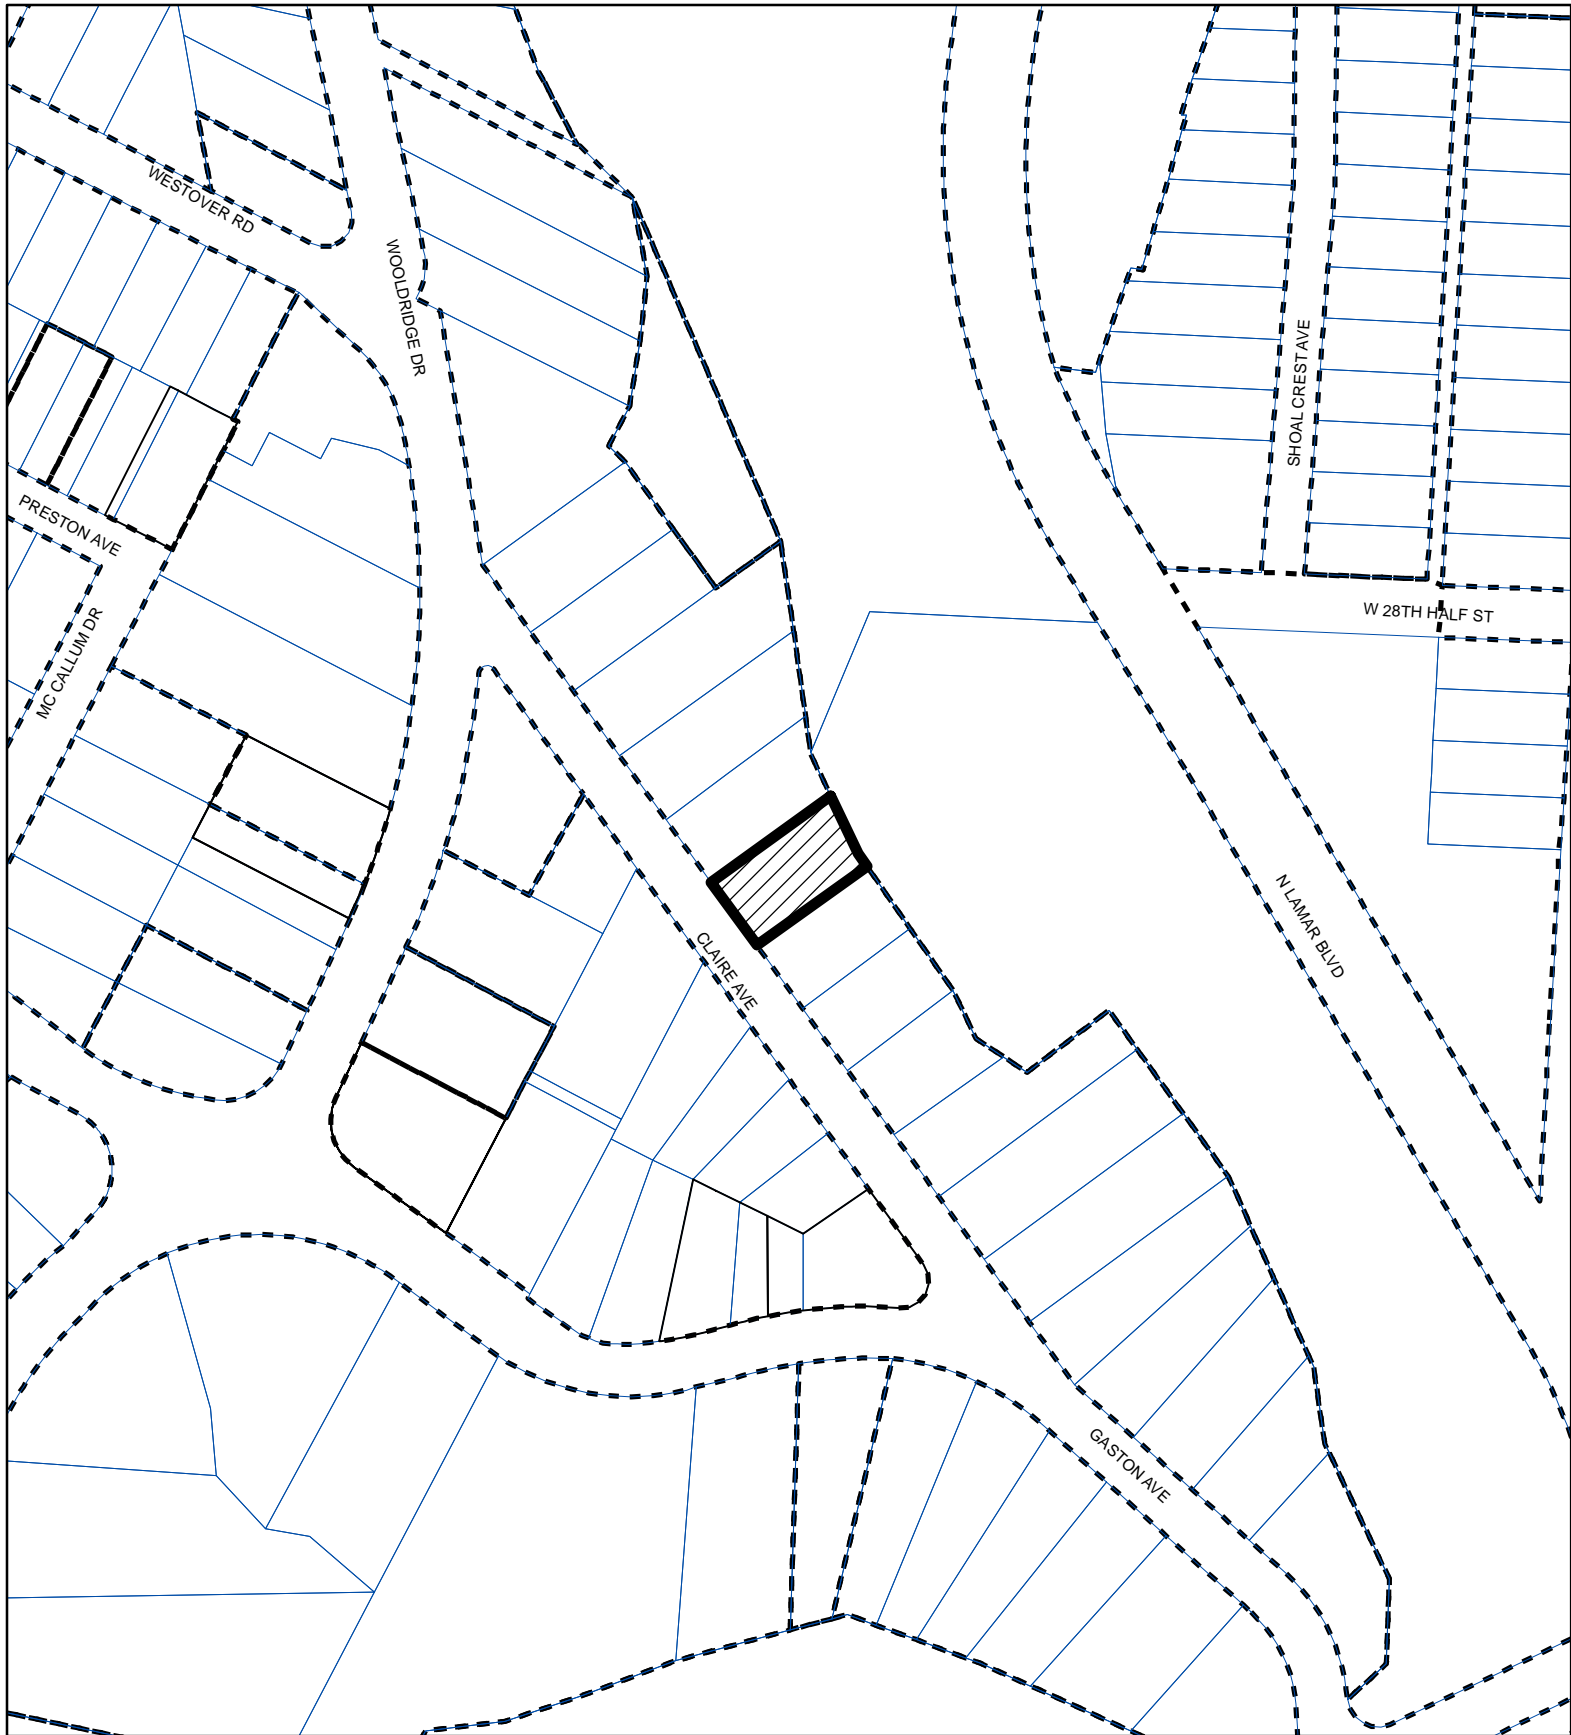 WESTOVER RD
WOOLDRIDGE DR
SHOAL CREST AVE
PRESTON AVE
W 28TH HALF ST
MC CALLUM DR
N LAMAR BLVD
CLAIRE AVE
GASTON AVE